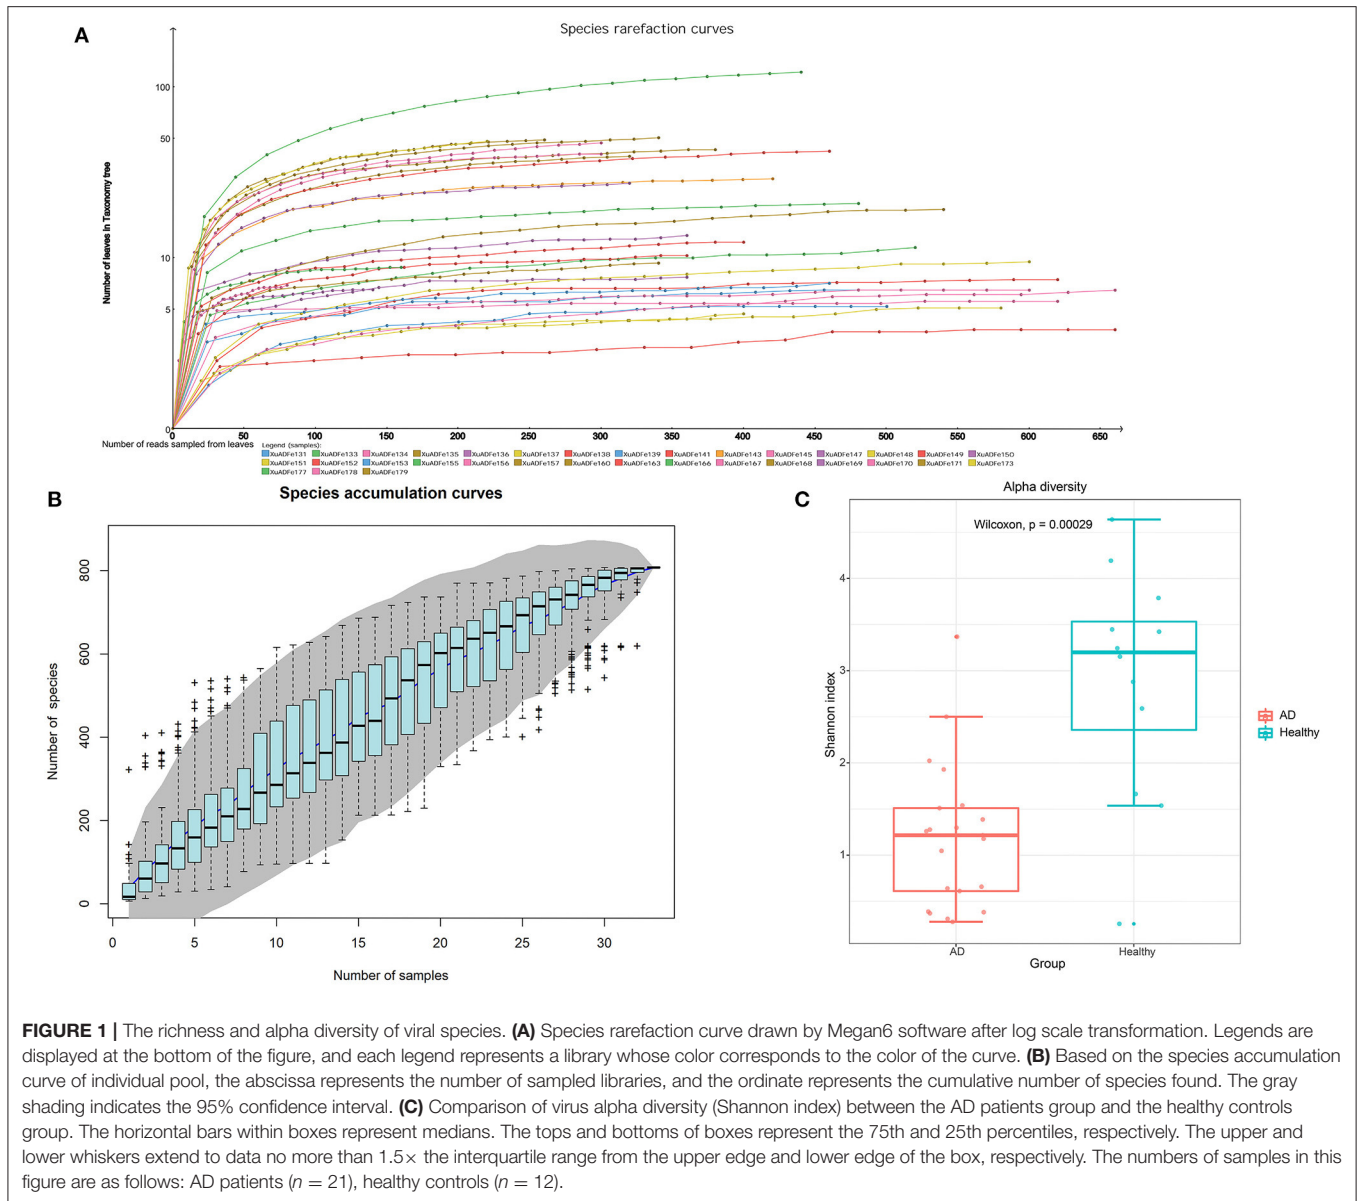 A
Species rarefaction curves
Number of leaves in Taxonomy tree
100
50
10
5
0
0 50 100 150 200 250 300 350 400 450 500 550 600 650
Number of reads sampled from leaves
Legend (samples):
XuADFe131 XuADFe133 XuADFe134 XuADFe135 XuADFe136 XuADFe137 XuADFe138 XuADFe139 XuADFe141 XuADFe143 XuADFe145 XuADFe147 XuADFe148 XuADFe149 XuADFe150
XuADFe151 XuADFe152 XuADFe153 XuADFe155 XuADFe156 XuADFe157 XuADFe160 XuADFe163 XuADFe166 XuADFe167 XuADFe168 XuADFe169 XuADFe170 XuADFe171 XuADFe173
XuADFe177 XuADFe178 XuADFe179
B
Species accumulation curves
Number of species
800
600
400
200
0
0 5 10 15 20 25 30
Number of samples
C
Alpha diversity
Wilcoxon, p = 0.00029
Shannon index
4
3
2
1
AD Healthy
Group
AD
Healthy
FIGURE 1 | The richness and alpha diversity of viral species. (A) Species rarefaction curve drawn by Megan6 software after log scale transformation. Legends are
displayed at the bottom of the figure, and each legend represents a library whose color corresponds to the color of the curve. (B) Based on the species accumulation
curve of individual pool, the abscissa represents the number of sampled libraries, and the ordinate represents the cumulative number of species found. The gray
shading indicates the 95% confidence interval. (C) Comparison of virus alpha diversity (Shannon index) between the AD patients group and the healthy controls
group. The horizontal bars within boxes represent medians. The tops and bottoms of boxes represent the 75th and 25th percentiles, respectively. The upper and
lower whiskers extend to data no more than 1.5× the interquartile range from the upper edge and lower edge of the box, respectively. The numbers of samples in this
figure are as follows: AD patients (n = 21), healthy controls (n = 12).